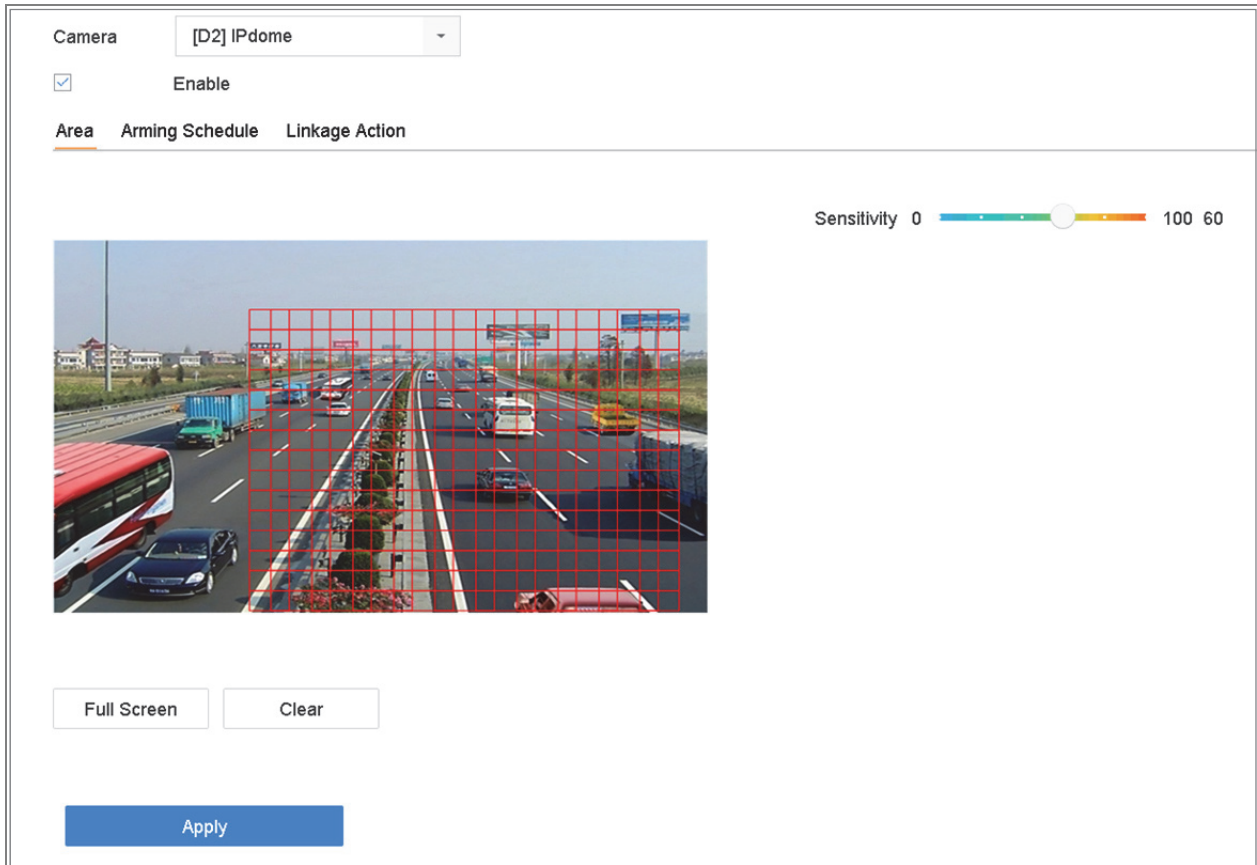 Camera [D2] IPdome
Enable
Area Arming Schedule Linkage Action
Sensitivity 0 100 60
Full Screen Clear
Apply